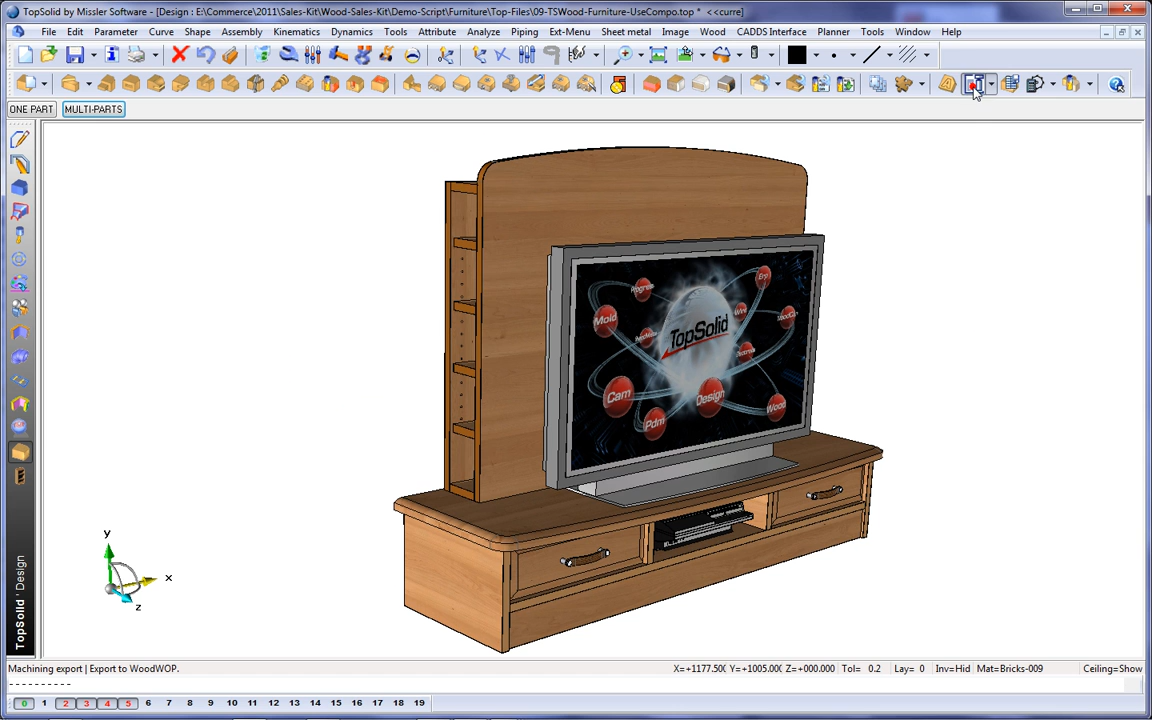 TopSolid by Missler Software - [Design : E:\Commerce\2011\Sales-Kit\Wood-Sales-Kit\Demo-Script\Furniture\Top-Files\09-TSWood-Furniture-UseCompo.top * <<curre]
File Edit Parameter Curve Shape Assembly Kinematics Dynamics Tools Attribute Analyze Piping Ext-Menu Sheet metal Image Wood CADDS Interface Planner Tools Window Help
ONE PART MULTI-PARTS
Progress
Erp
Mold
Wire
TopSolid
Cam
Design
Pdm
Wood
y
x
z
TopSolid'Design
Machining export | Export to WoodWOP. X=+1177.500 Y=+1005.000 Z=+000.000 Tol= 0.2 Lay= 0 Inv=Hid Mat=Bricks-009 Ceiling=Show
----------
0 1 2 3 4 5 6 7 8 9 10 11 12 13 14 15 16 17 18 19